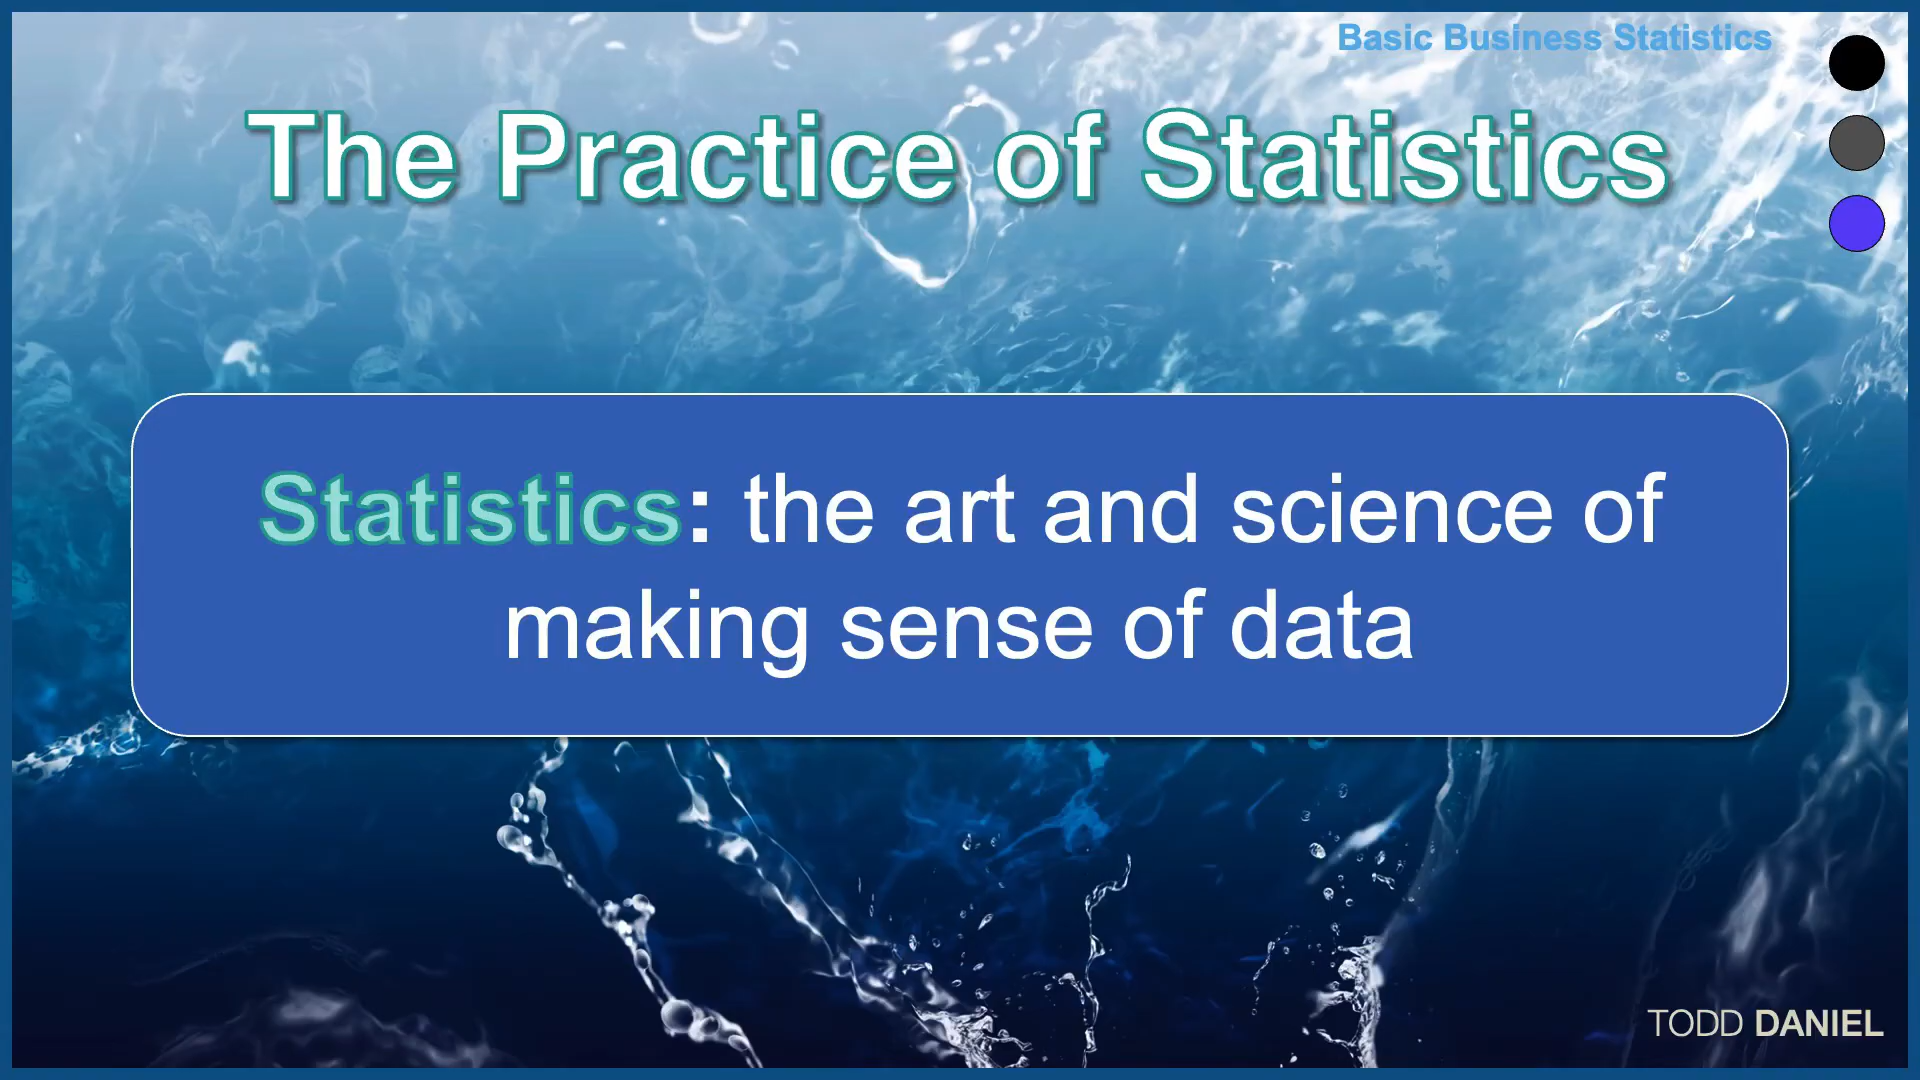 Basic Business Statistics
The Practice of Statistics
Statistics: the art and science of
making sense of data
TODD DANIEL